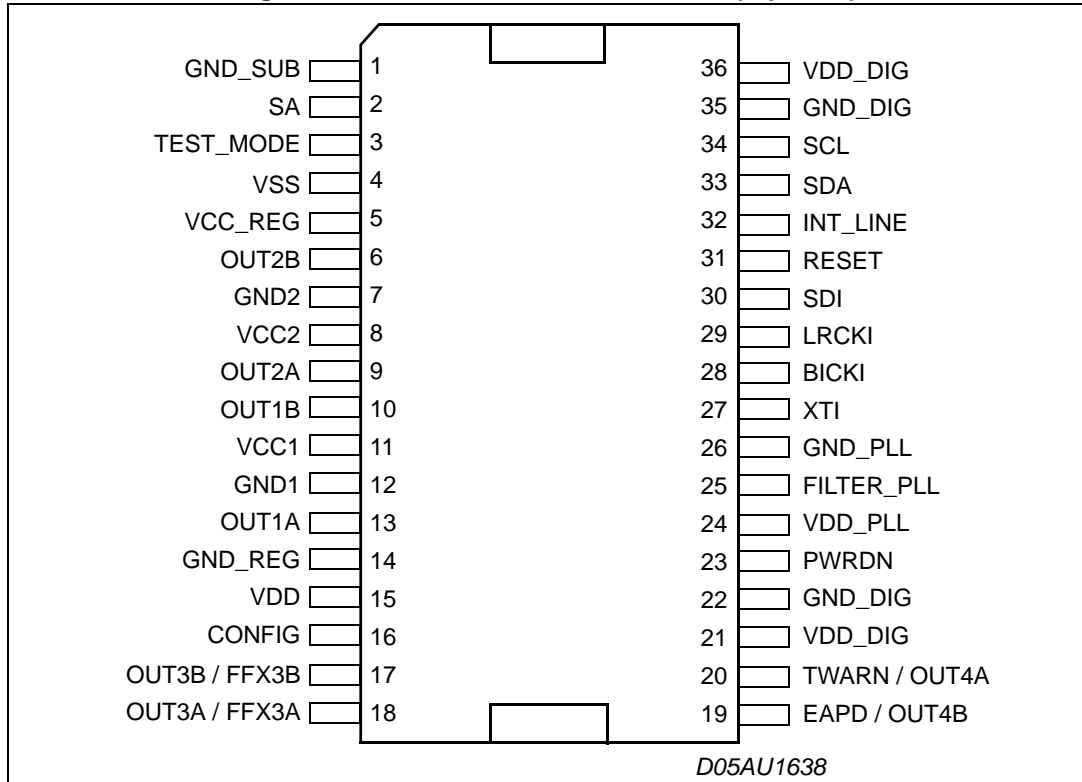 GND_SUB 1 36 VDD_DIG
SA 2 35 GND_DIG
TEST_MODE 3 34 SCL
VSS 4 33 SDA
VCC_REG 5 32 INT_LINE
OUT2B 6 31 RESET
GND2 7 30 SDI
VCC2 8 29 LRCKI
OUT2A 9 28 BICKI
OUT1B 10 27 XTI
VCC1 11 26 GND_PLL
GND1 12 25 FILTER_PLL
OUT1A 13 24 VDD_PLL
GND_REG 14 23 PWRDN
VDD 15 22 GND_DIG
CONFIG 16 21 VDD_DIG
OUT3B / FFX3B 17 20 TWARN / OUT4A
OUT3A / FFX3A 18 19 EAPD / OUT4B
D05AU1638